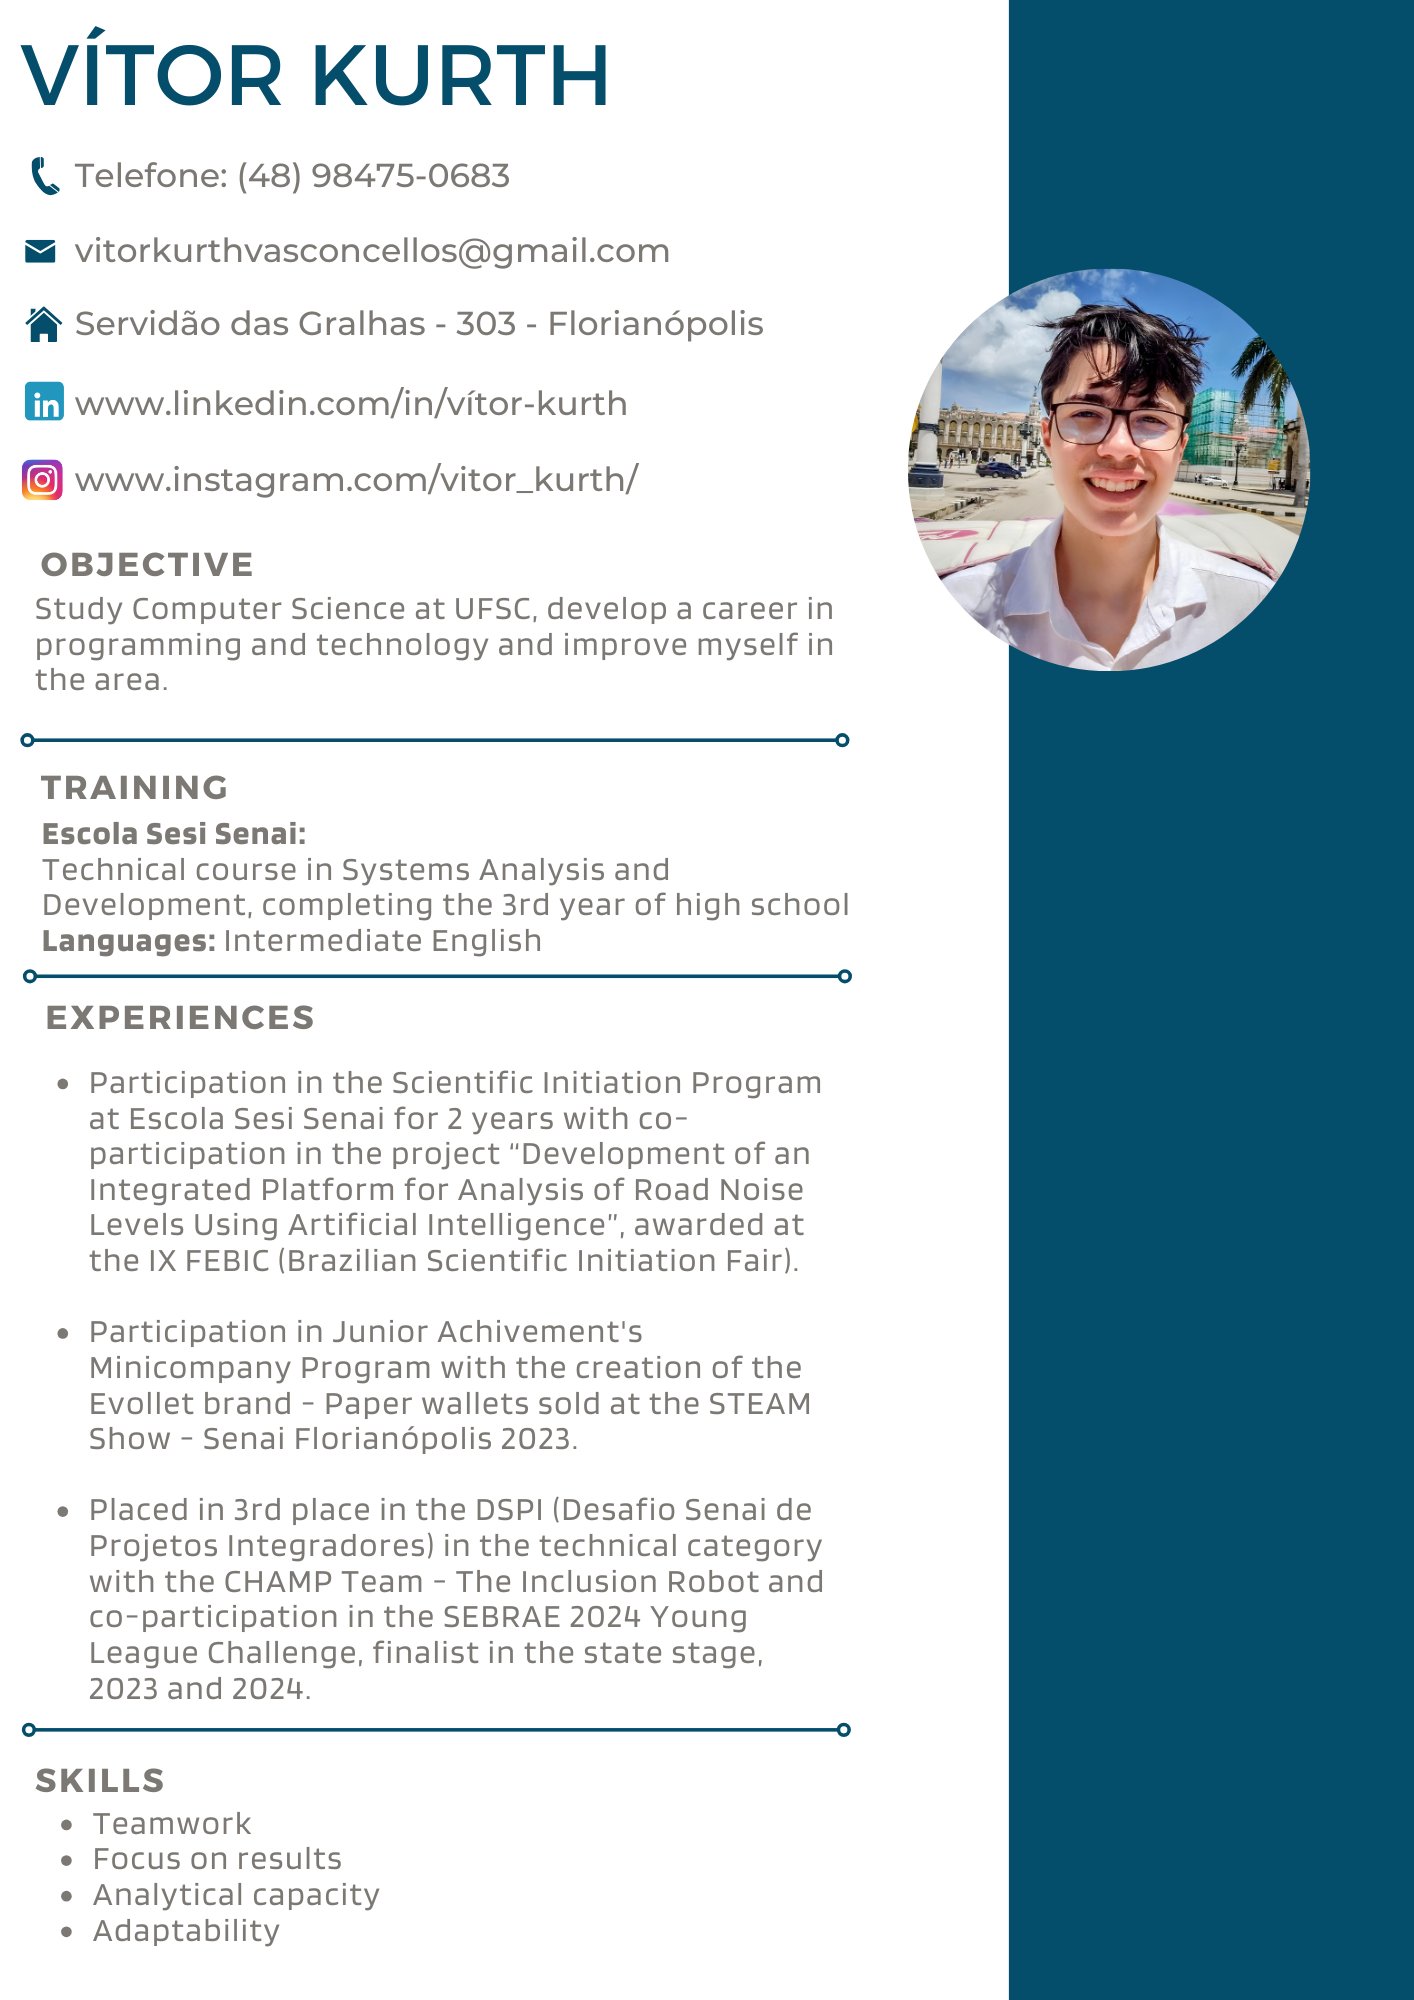 VÍTOR KURTH
Telefone: (48) 98475-0683
vitorkurthvasconcellos@gmail.com
Servidão das Gralhas - 303 - Florianópolis
www.linkedin.com/in/vítor-kurth
www.instagram.com/vitor_kurth/
OBJECTIVE
Study Computer Science at UFSC, develop a career in
programming and technology and improve myself in
the area.
TRAINING
Escola Sesi Senai:
Technical course in Systems Analysis and
Development, completing the 3rd year of high school
Languages: Intermediate English
EXPERIENCES
• Participation in the Scientific Initiation Program
at Escola Sesi Senai for 2 years with co-
participation in the project “Development of an
Integrated Platform for Analysis of Road Noise
Levels Using Artificial Intelligence”, awarded at
the IX FEBIC (Brazilian Scientific Initiation Fair).
• Participation in Junior Achivement's
Minicompany Program with the creation of the
Evollet brand - Paper wallets sold at the STEAM
Show - Senai Florianópolis 2023.
• Placed in 3rd place in the DSPI (Desafio Senai de
Projetos Integradores) in the technical category
with the CHAMP Team - The Inclusion Robot and
co-participation in the SEBRAE 2024 Young
League Challenge, finalist in the state stage,
2023 and 2024.
SKILLS
• Teamwork
• Focus on results
• Analytical capacity
• Adaptability